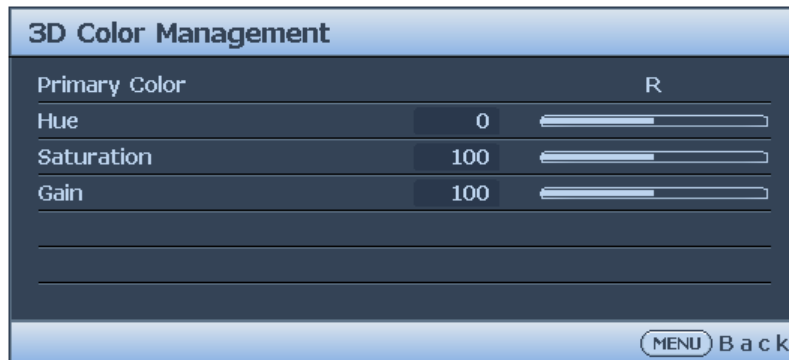 3D Color Management
Primary Color R
Hue 0
Saturation 100
Gain 100
MENU Back